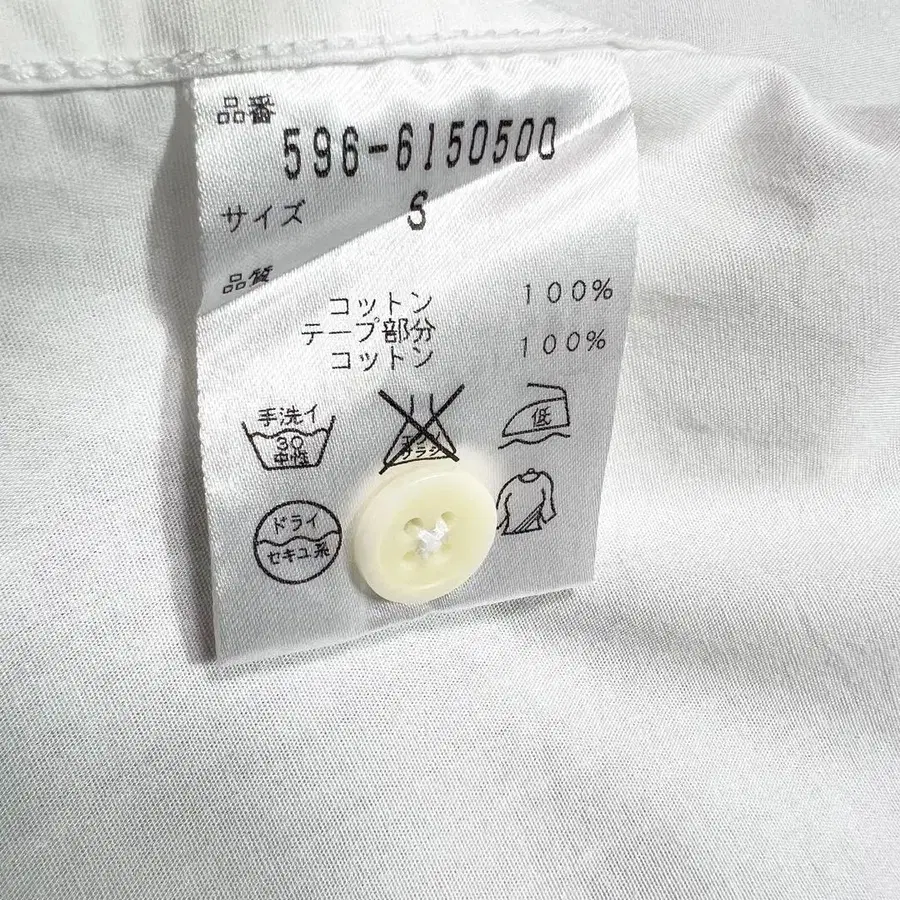 品番
596-6150500
サイズ S
品質
コットン 100%
テープ部分
コットン 100%
手洗イ
30
中性
低
ドライ
セキユ系